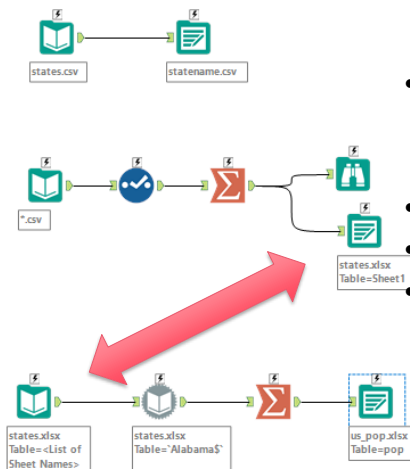 states.csv
statename.csv
*.csv
states.xlsx
Table=Sheet1
states.xlsx
Table=<List of
Sheet Names>
states.xlsx
Table=`Alabama$`
us_pop.xlsx
Table=pop